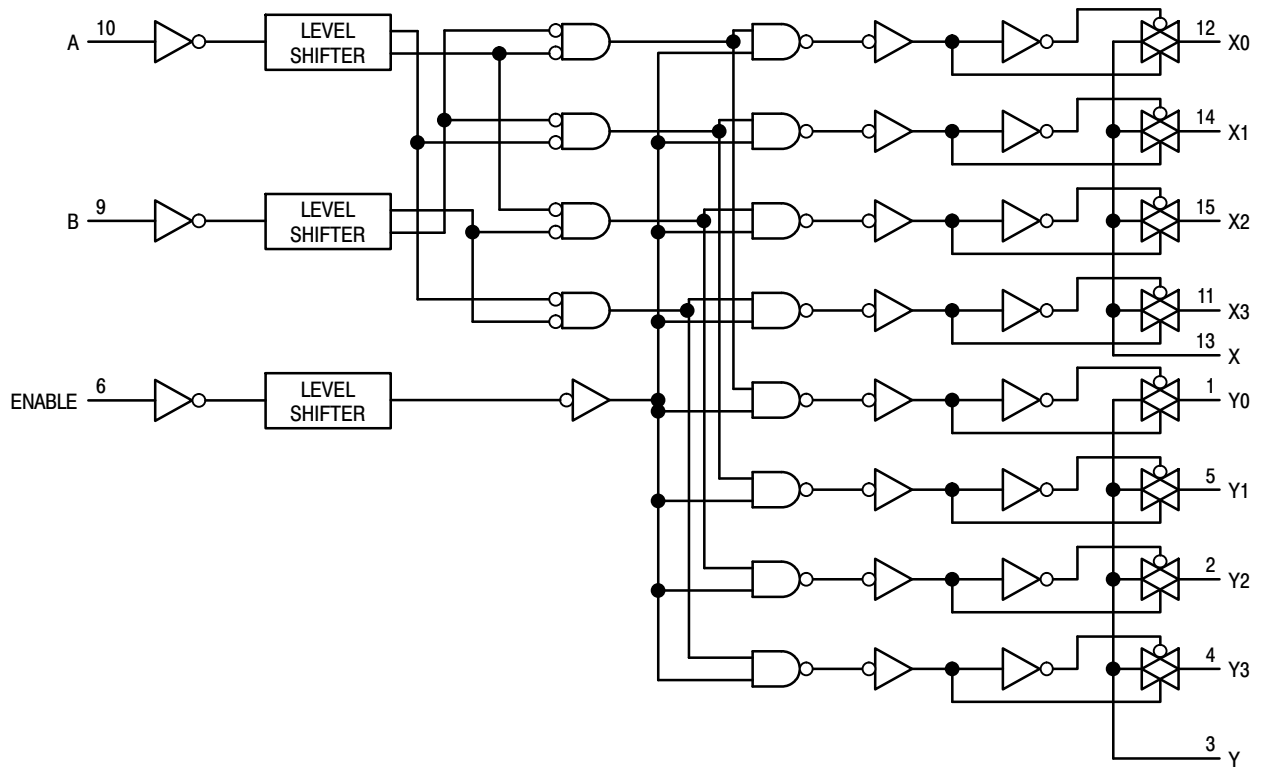 A 10 LEVEL SHIFTER 12 X0
14 X1
B 9 LEVEL SHIFTER 15 X2
11 X3
13 X
ENABLE 6 LEVEL SHIFTER 1 Y0
5 Y1
2 Y2
4 Y3
3 Y